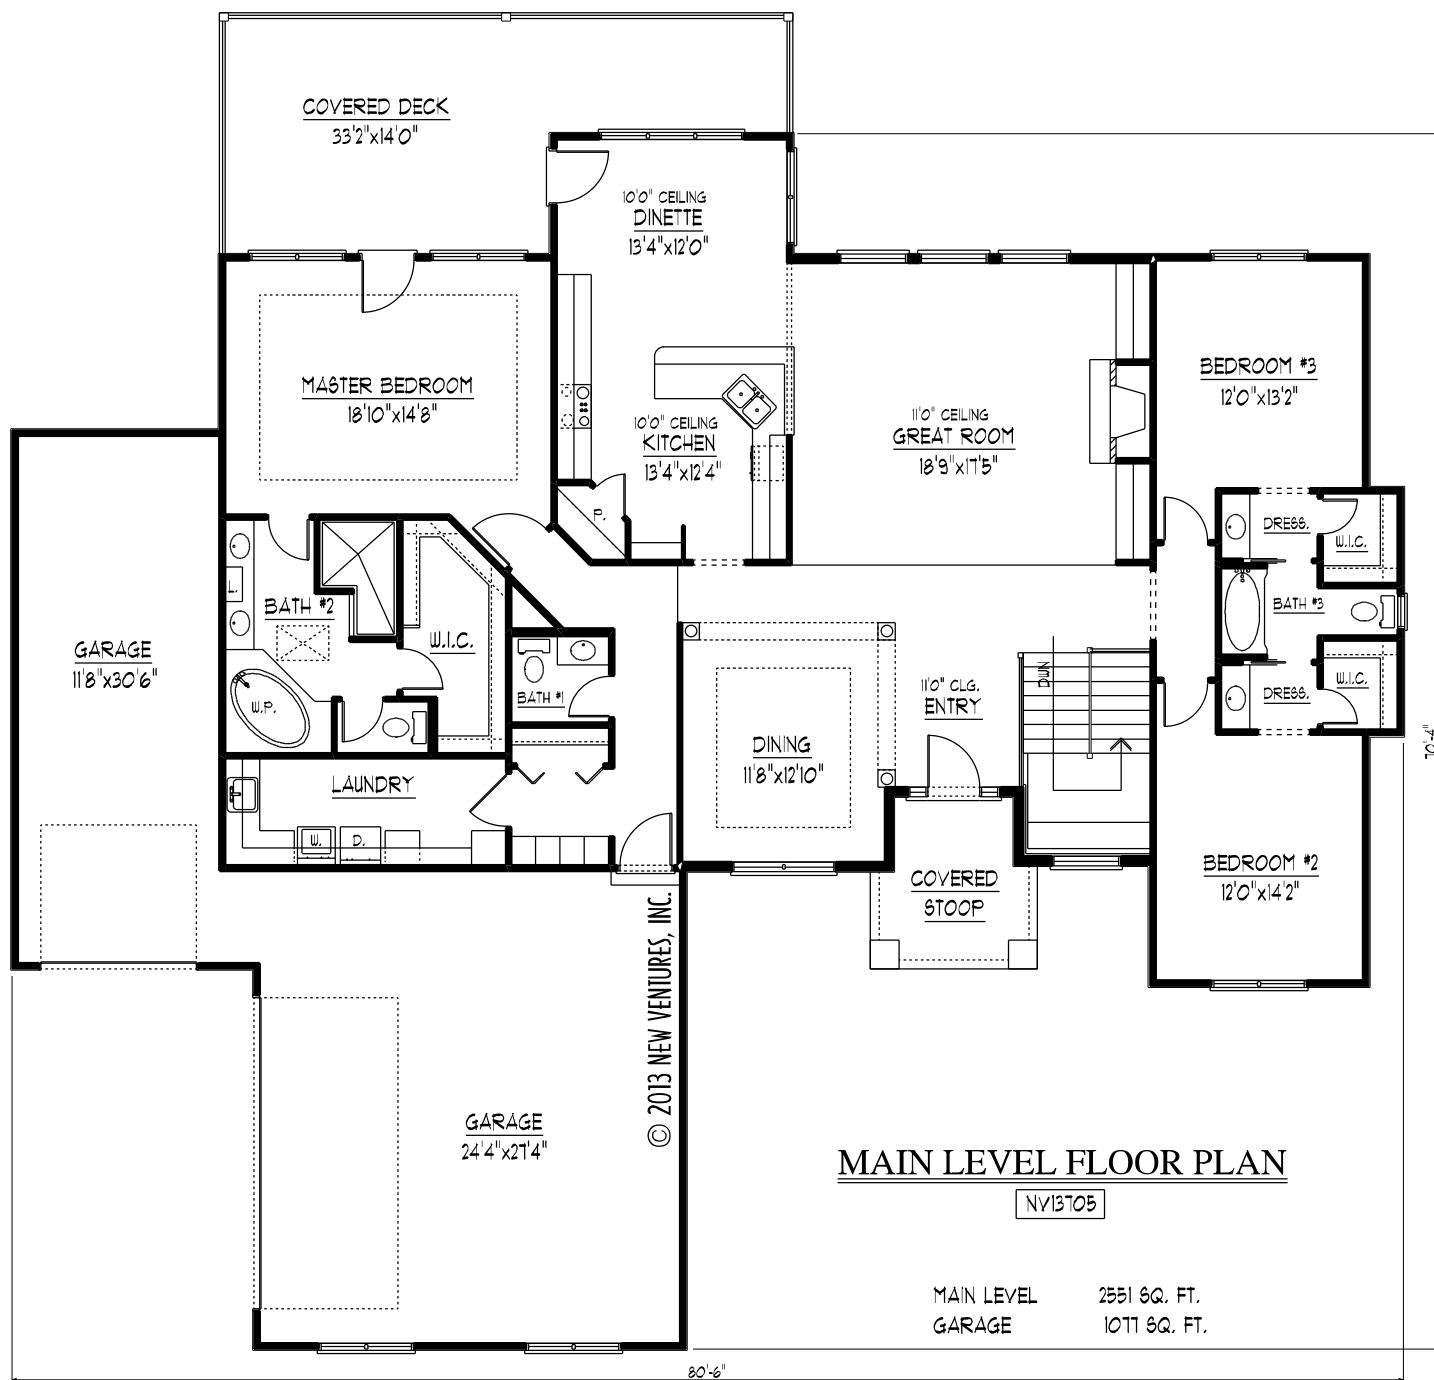 COVERED DECK
33'2"x14'0"
10'0" CEILING
DINETTE
13'4"x12'0"
MASTER BEDROOM
18'10"x14'8"
10'0" CEILING
KITCHEN
13'4"x12'4"
11'0" CEILING
GREAT ROOM
18'9"x17'5"
BEDROOM #3
12'0"x13'2"
P.
DRESS.
W.I.C.
L.
BATH #2
BATH #3
GARAGE
11'8"x30'6"
W.I.C.
W.P.
BATH #1
DWN
11'0" CLG.
ENTRY
DRESS.
W.I.C.
DINING
11'8"x12'10"
LAUNDRY
W.
D.
COVERED
STOOP
BEDROOM #2
12'0"x14'2"
70'-4"
© 2013 NEW VENTURES, INC.
GARAGE
24'4"x27'4"
MAIN LEVEL FLOOR PLAN
NV13705
MAIN LEVEL 2551 SQ. FT.
GARAGE 1077 SQ. FT.
80'-6"